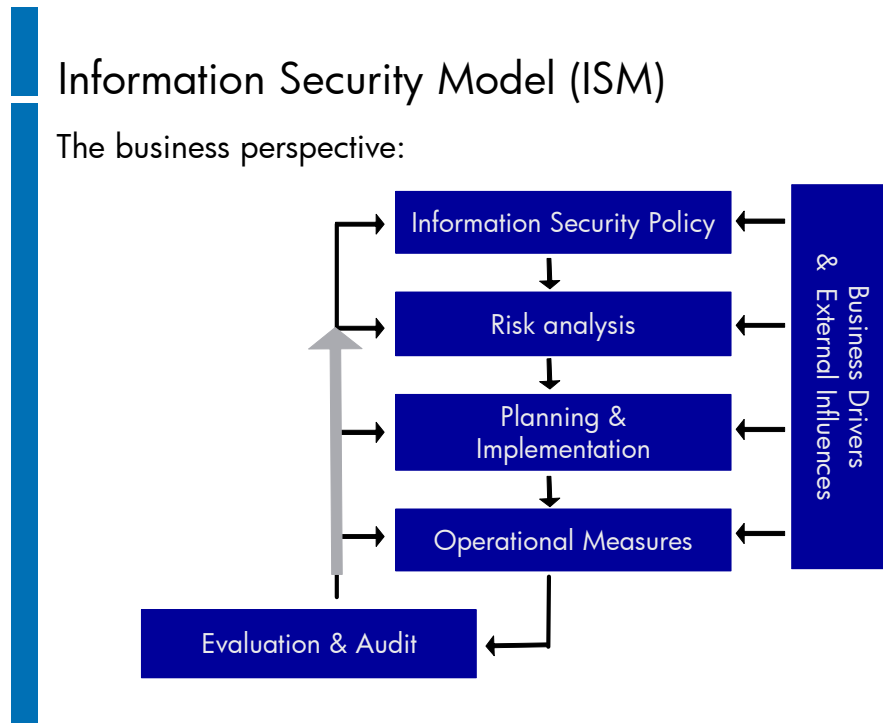 Information Security Model (ISM)
The business perspective:
Information Security Policy
Risk analysis
Planning &
Implementation
Operational Measures
Evaluation & Audit
Business Drivers
& External Influences